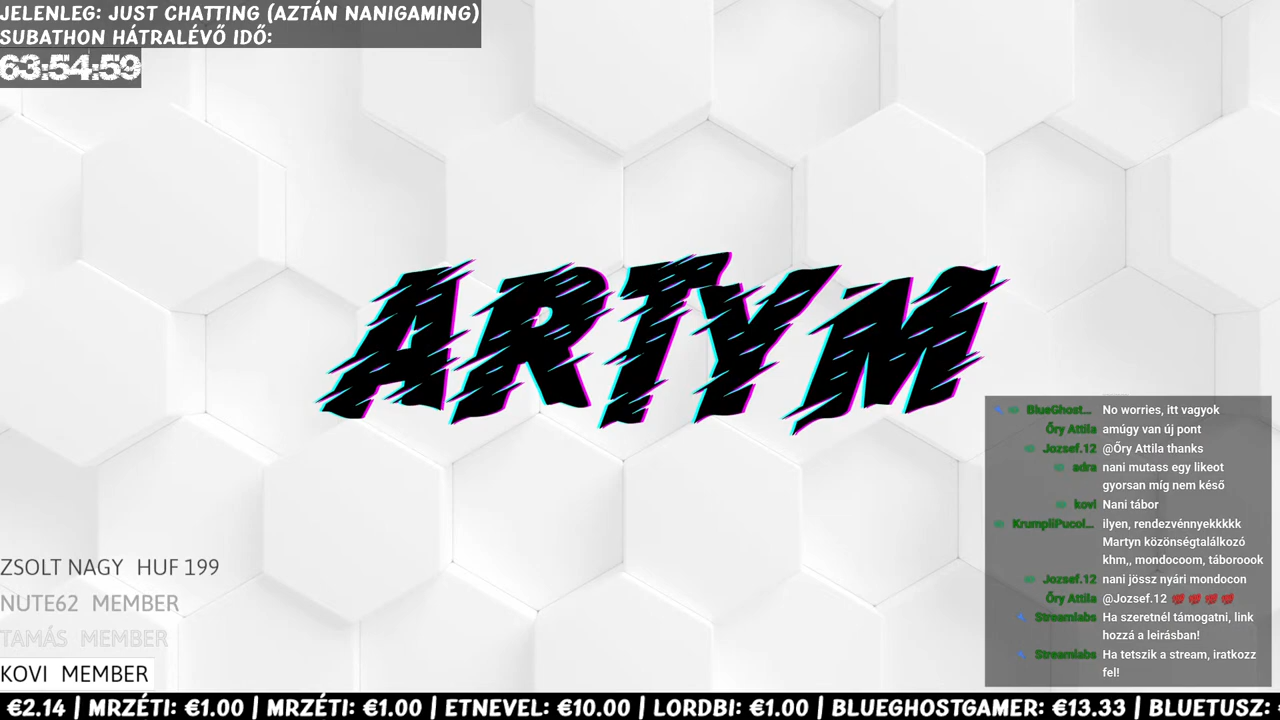 JELENLEG: JUST CHATTING (AZTÁN NANIGAMING)
SUBATHON HÁTRALÉVŐ IDŐ:
63:54:59
ARTYM
BlueGhost... No worries, itt vagyok
Őry Attila amúgy van új pont
Jozsef.12 @Őry Attila thanks
adra nani mutass egy likeot
gyorsan míg nem késő
kovi Nani tábor
KrumpliPucol... ilyen, rendezvénnyekkkkk
Martyn közönségtalálkozó
khm,, mondocoom, táboroook
Jozsef.12 nani jössz nyári mondocon
Őry Attila @Jozsef.12 💯 💯 💯 💯
Streamlabs Ha szeretnél támogatni, link
hozzá a leirásban!
Streamlabs Ha tetszik a stream, iratkozz
fel!
ZSOLT NAGY HUF 199
NUTE62 MEMBER
TAMÁS MEMBER
KOVI MEMBER
€2.14 | MRZÉTI: €1.00 | MRZÉTI: €1.00 | ETNEVEL: €10.00 | LORDBI: €1.00 | BLUEGHOSTGAMER: €13.33 | BLUETUSZ: